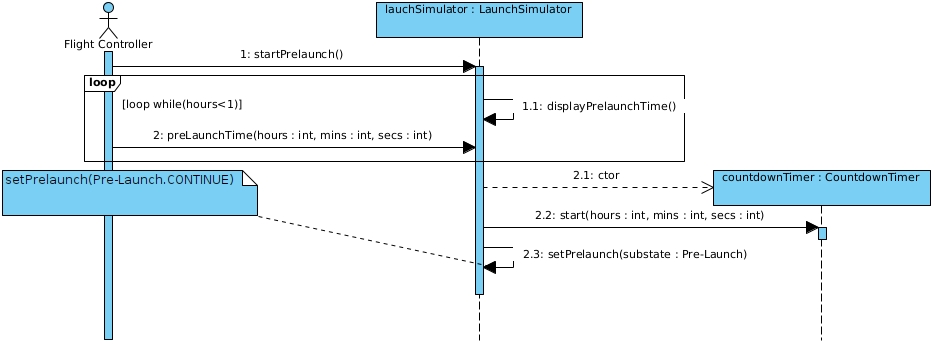 lauchSimulator : LaunchSimulator
Flight Controller
1: startPrelaunch()
loop
[loop while(hours<1)]
1.1: displayPrelaunchTime()
2: preLaunchTime(hours : int, mins : int, secs : int)
setPrelaunch(Pre-Launch.CONTINUE)
2.1: ctor
countdownTimer : CountdownTimer
2.2: start(hours : int, mins : int, secs : int)
2.3: setPrelaunch(substate : Pre-Launch)